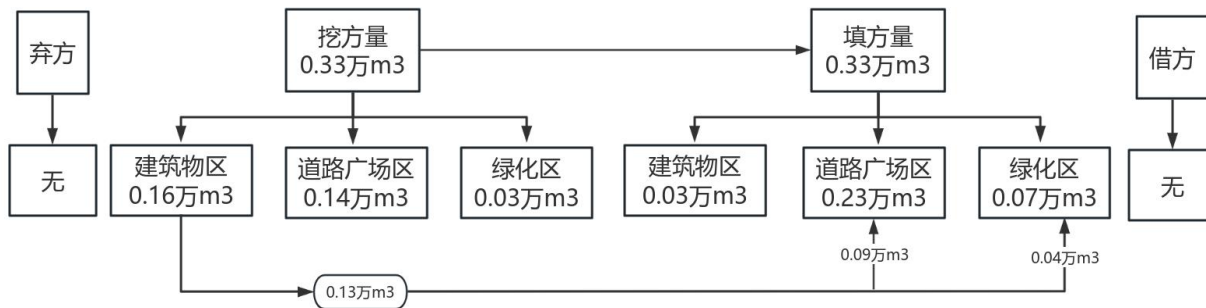 弃方
无
挖方量
0.33万m3
填方量
0.33万m3
借方
无
建筑物区
0.16万m3
道路广场区
0.14万m3
绿化区
0.03万m3
建筑物区
0.03万m3
道路广场区
0.23万m3
绿化区
0.07万m3
0.13万m3
0.09万m3
0.04万m3